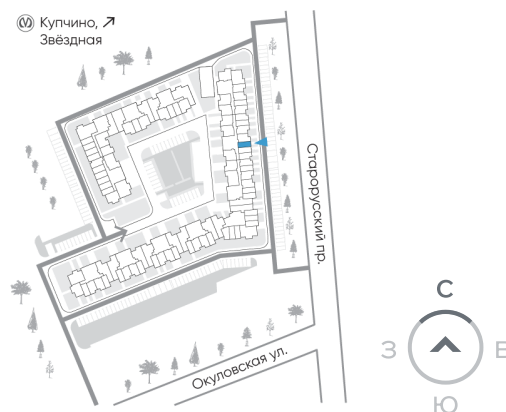 Купчино, ↗
Звёздная
Старорусский пр.
Окуловская ул.
С
З
В
Ю